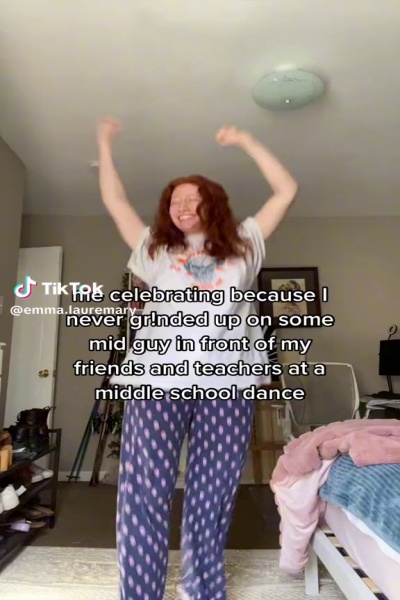 TikTok
@emma.lauremary
me celebrating because I
never gr!nded up on some
mid guy in front of my
friends and teachers at a
middle school dance